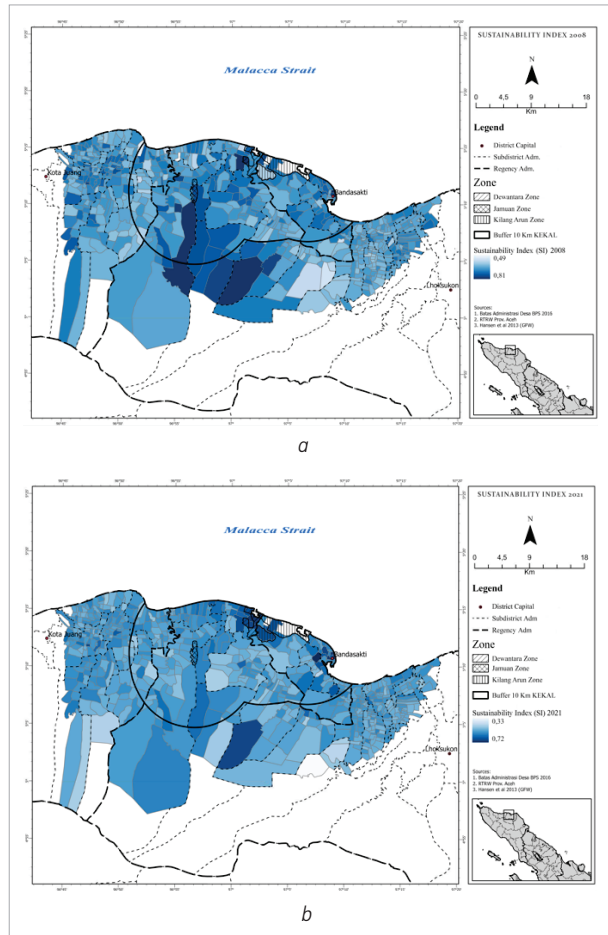 SUSTAINABILITY INDEX 2008
Malacca Strait
N
0 4,5 9 18
Km
Legend
District Capital
Subdistrict Adm.
Regency Adm.
Zone
Dewantara Zone
Jamuan Zone
Kilang Arun Zone
Buffer 10 Km KEKAL
Sustainability Index (SI) 2008
0,49
0,81
Kota Juang
Bandasakti
Lhoksukon
Sources:
1. Batas Administrasi Desa BPS 2016
2. RTRW Prov. Aceh
3. Hansen et al 2013 (GFW)
a
SUSTAINABILITY INDEX 2021
Malacca Strait
N
0 4,5 9 18
Km
Legend
District Capital
Subdistrict Adm.
Regency Adm
Zone
Dewantara Zone
Jamuan Zone
Kilang Arun Zone
Buffer 10 Km KEKAL
Sustainability Index (SI) 2021
0,33
0,72
Kota Juang
Bandasakti
Lhoksukon
Sources:
1. Batas Administrasi Desa BPS 2016
2. RTRW Prov. Aceh
3. Hansen et al 2013 (GFW)
b